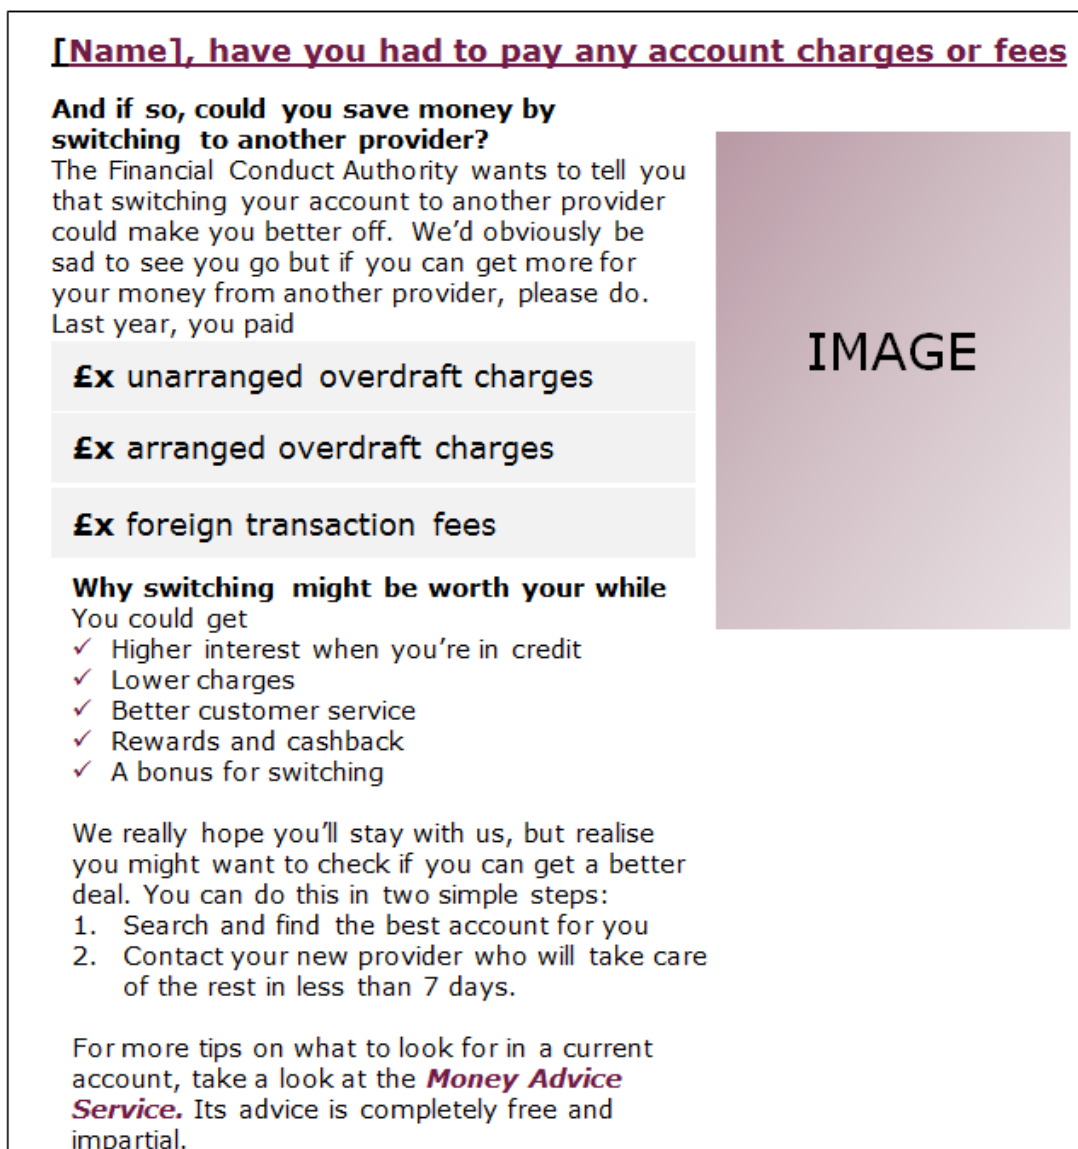 [Name], have you had to pay any account charges or fees
And if so, could you save money by
switching to another provider?
The Financial Conduct Authority wants to tell you
that switching your account to another provider
could make you better off. We’d obviously be
sad to see you go but if you can get more for
your money from another provider, please do.
Last year, you paid
£x unarranged overdraft charges
£x arranged overdraft charges
£x foreign transaction fees
IMAGE
Why switching might be worth your while
You could get
✓ Higher interest when you’re in credit
✓ Lower charges
✓ Better customer service
✓ Rewards and cashback
✓ A bonus for switching
We really hope you’ll stay with us, but realise
you might want to check if you can get a better
deal. You can do this in two simple steps:
1. Search and find the best account for you
2. Contact your new provider who will take care
of the rest in less than 7 days.
For more tips on what to look for in a current
account, take a look at the Money Advice
Service. Its advice is completely free and
impartial.